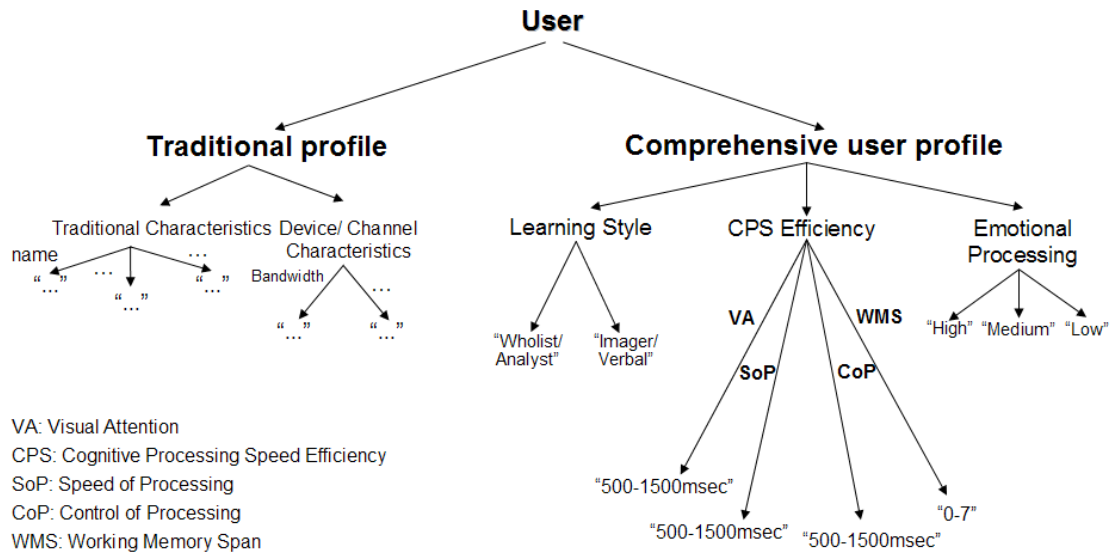 User
Traditional profile
Comprehensive user profile
Traditional Characteristics
Device/ Channel
Characteristics
Learning Style
CPS Efficiency
Emotional
Processing
name
...
...
Bandwidth
...
“...”
“...”
“...”
“...”
“...”
“Wholist/
Analyst”
“Imager/
Verbal”
VA
SoP
CoP
WMS
“High”
“Medium”
“Low”
“500-1500msec”
“500-1500msec”
“500-1500msec”
“0-7”
VA: Visual Attention
CPS: Cognitive Processing Speed Efficiency
SoP: Speed of Processing
CoP: Control of Processing
WMS: Working Memory Span